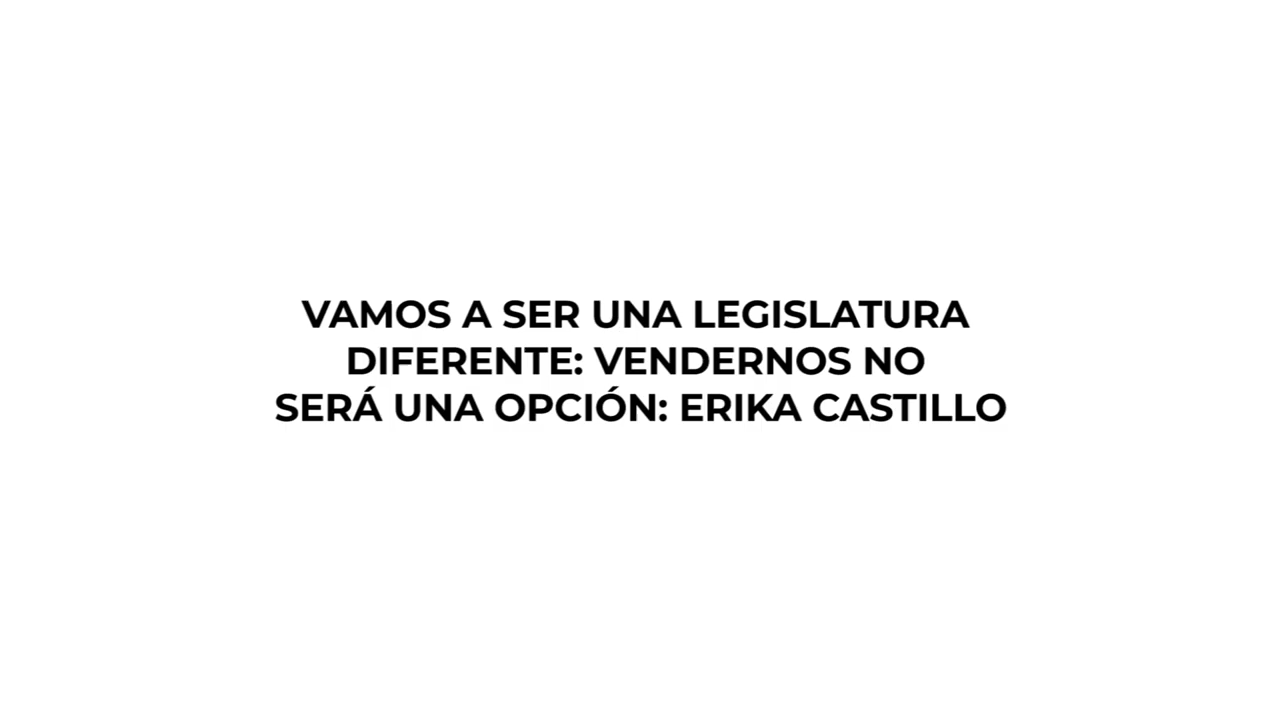 VAMOS A SER UNA LEGISLATURA
DIFERENTE: VENDERNOS NO
SERÁ UNA OPCIÓN: ERIKA CASTILLO